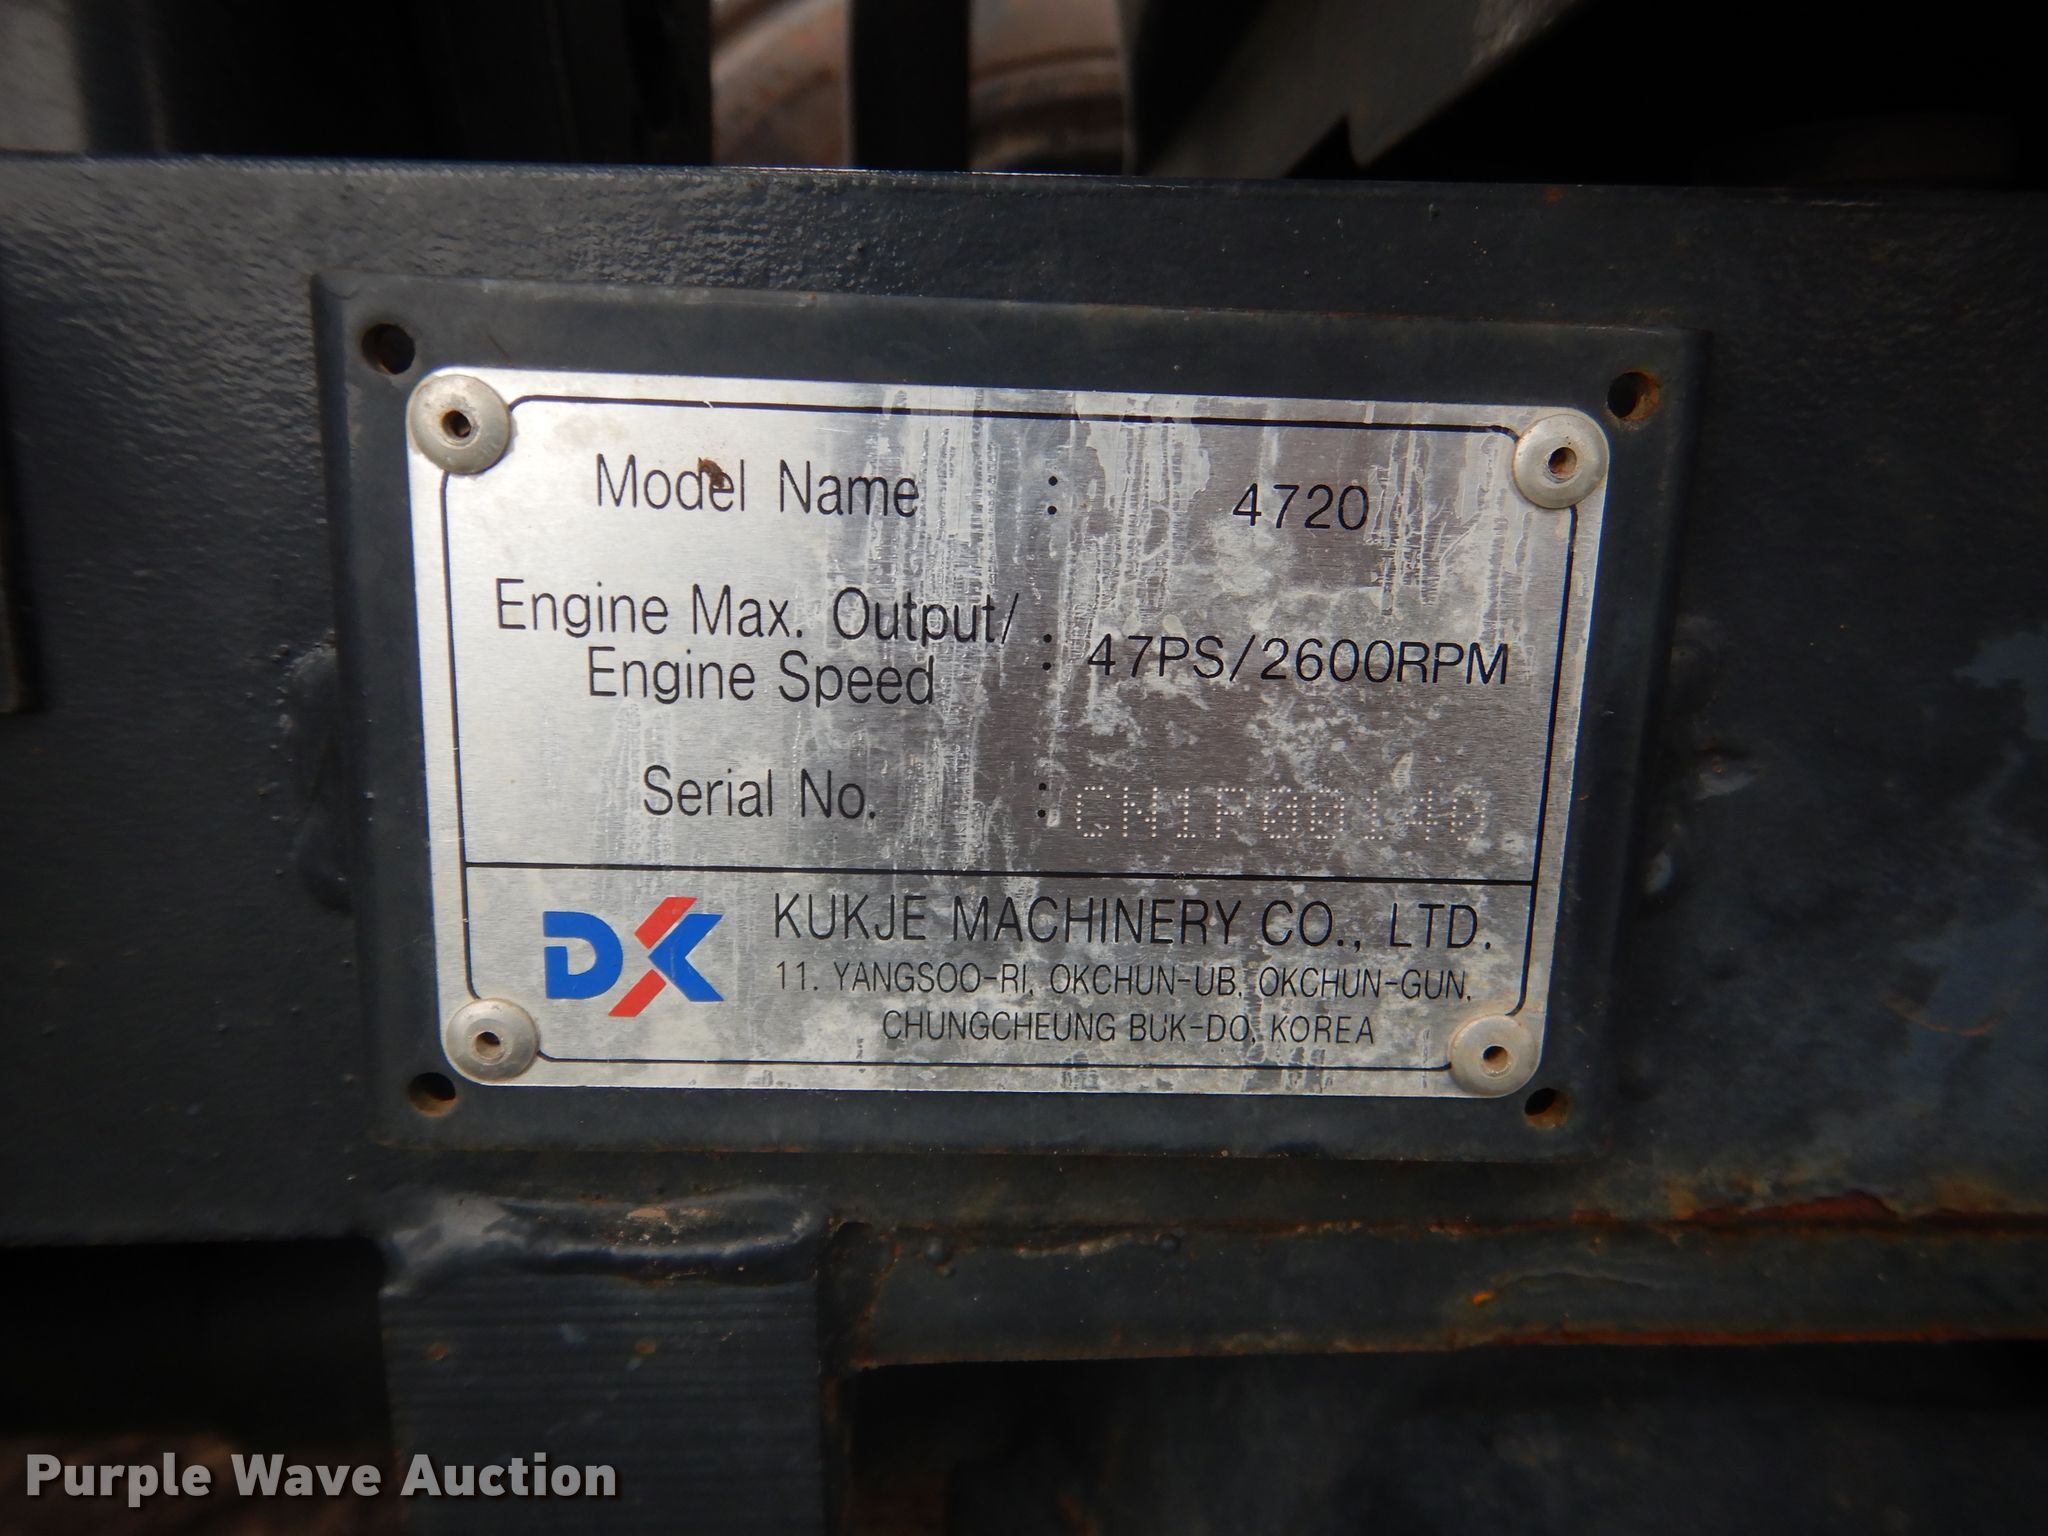 Model Name : 4720
Engine Max. Output/
Engine Speed : 47PS/2600RPM
Serial No. :
DK
KUKJE MACHINERY CO., LTD.
11. YANGSOO-RI, OKCHUN-UB, OKCHUN-GUN,
CHUNGCHEUNG BUK-DO, KOREA
Purple Wave Auction